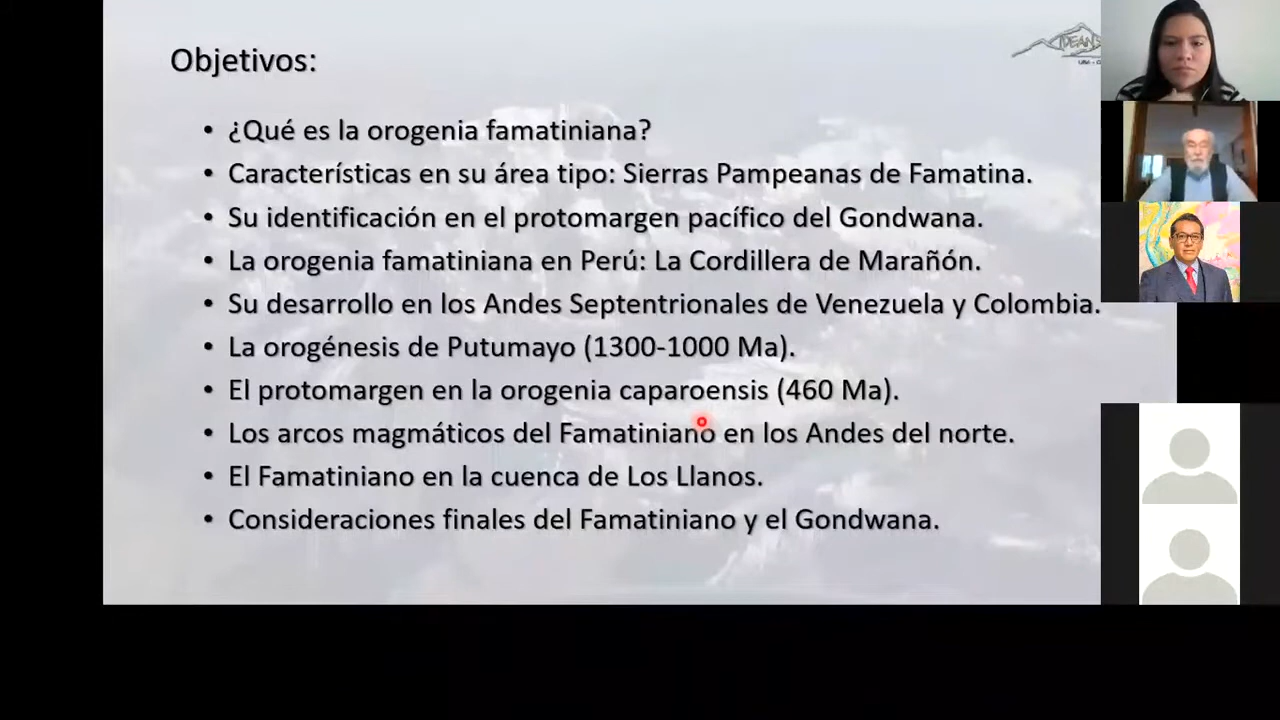 Objetivos:
• ¿Qué es la orogenia famatiniana?
• Características en su área tipo: Sierras Pampeanas de Famatina.
• Su identificación en el protomargen pacífico del Gondwana.
• La orogenia famatiniana en Perú: La Cordillera de Marañón.
• Su desarrollo en los Andes Septentrionales de Venezuela y Colombia.
• La orogénesis de Putumayo (1300-1000 Ma).
• El protomargen en la orogenia caparoensis (460 Ma).
• Los arcos magmáticos del Famatiniano en los Andes del norte.
• El Famatiniano en la cuenca de Los Llanos.
• Consideraciones finales del Famatiniano y el Gondwana.